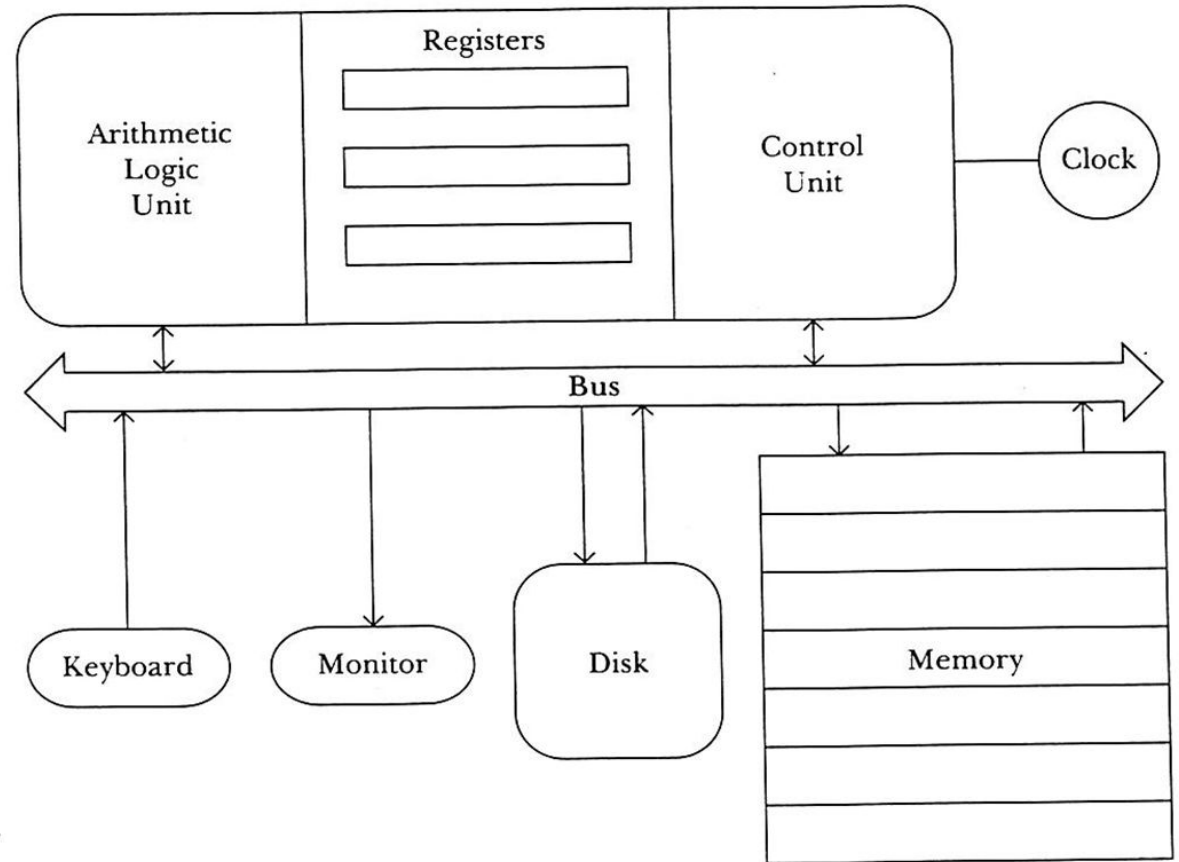 Registers
Arithmetic
Logic
Unit
Control
Unit
Clock
Bus
Keyboard
Monitor
Disk
Memory